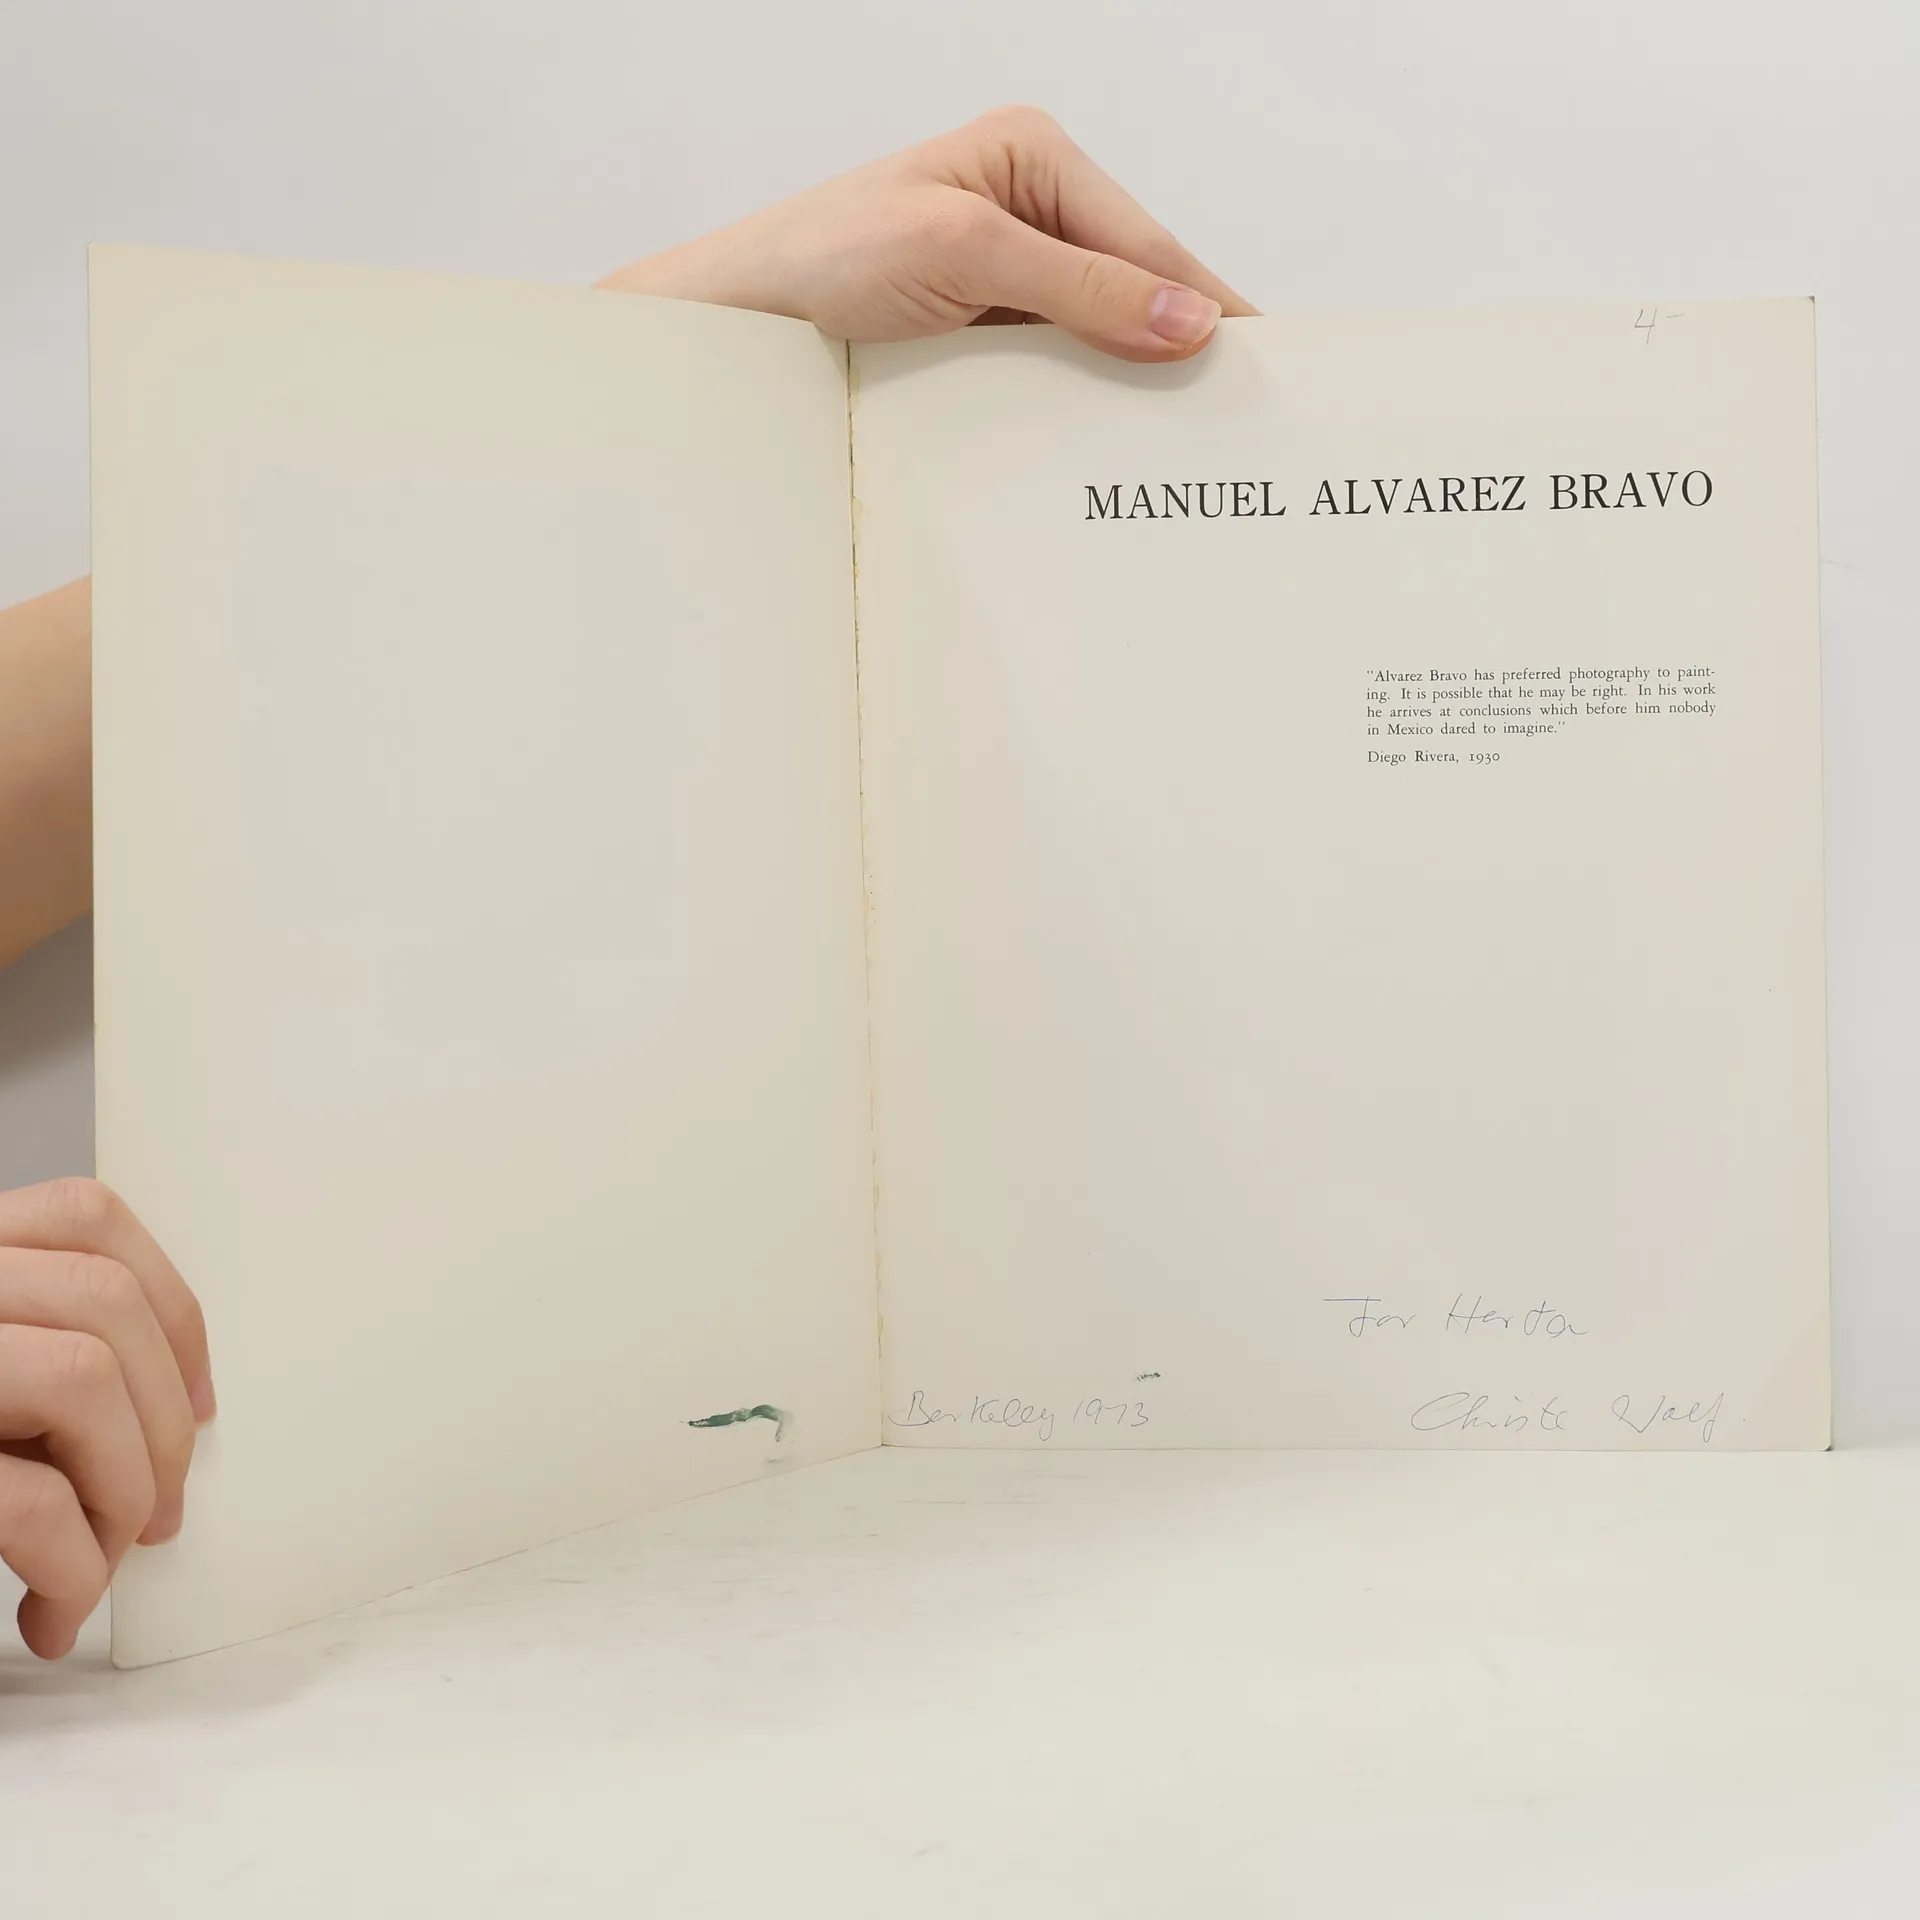 4-
MANUEL ALVAREZ BRAVO
"Alvarez Bravo has preferred photography to paint-
ing. It is possible that he may be right. In his work
he arrives at conclusions which before him nobody
in Mexico dared to imagine."
Diego Rivera, 1930
For Herta
Berkeley 1973
Christe Wolf